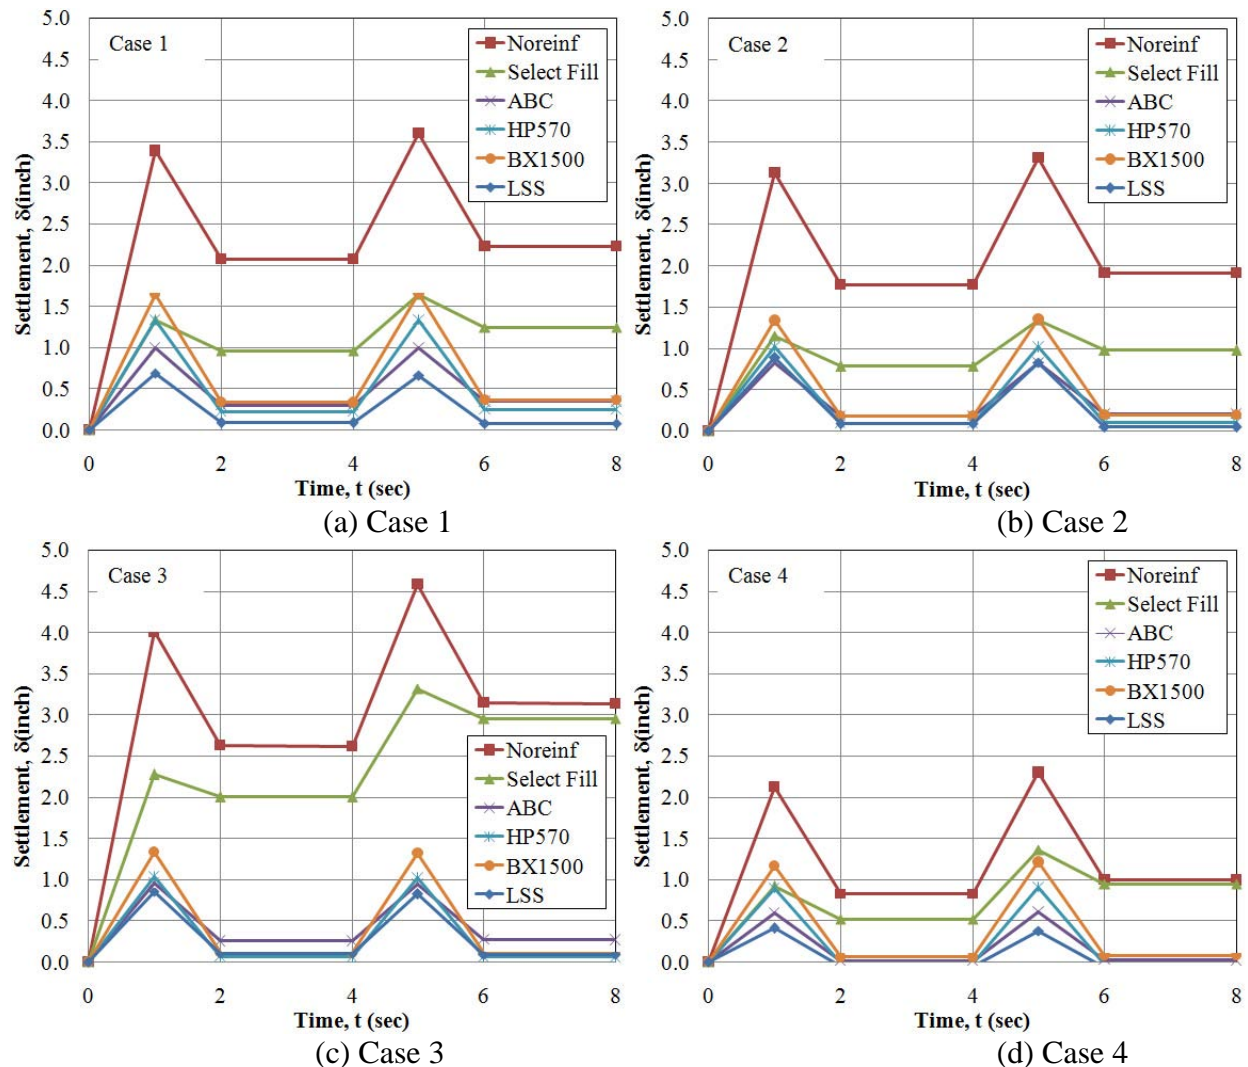 Case 1
Settlement, δ(inch)
5.0
4.5
4.0
3.5
3.0
2.5
2.0
1.5
1.0
0.5
0.0
Noreinf
Select Fill
ABC
HP570
BX1500
LSS
0 2 4 6 8
Time, t (sec)
(a) Case 1
Case 2
Settlement, δ(inch)
5.0
4.5
4.0
3.5
3.0
2.5
2.0
1.5
1.0
0.5
0.0
Noreinf
Select Fill
ABC
HP570
BX1500
LSS
0 2 4 6 8
Time, t (sec)
(b) Case 2
Case 3
Settlement, δ(inch)
5.0
4.5
4.0
3.5
3.0
2.5
2.0
1.5
1.0
0.5
0.0
Noreinf
Select Fill
ABC
HP570
BX1500
LSS
0 2 4 6 8
Time, t (sec)
(c) Case 3
Case 4
Settlement, δ(inch)
5.0
4.5
4.0
3.5
3.0
2.5
2.0
1.5
1.0
0.5
0.0
Noreinf
Select Fill
ABC
HP570
BX1500
LSS
0 2 4 6 8
Time, t (sec)
(d) Case 4